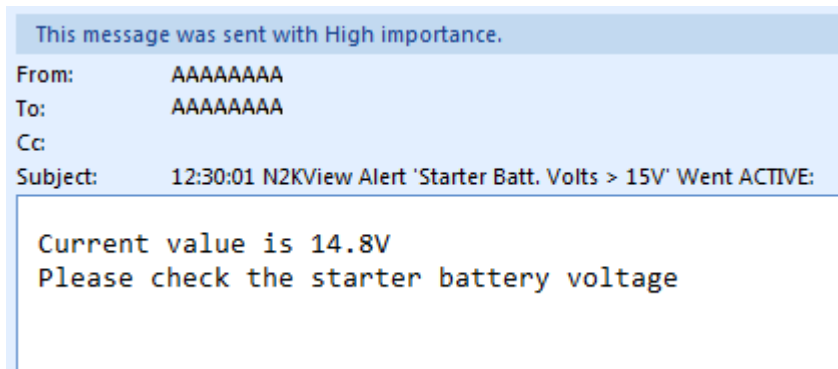 This message was sent with High importance.
From: AAAAAAAA
To: AAAAAAAA
Cc:
Subject: 12:30:01 N2KView Alert 'Starter Batt. Volts > 15V' Went ACTIVE:
Current value is 14.8V
Please check the starter battery voltage